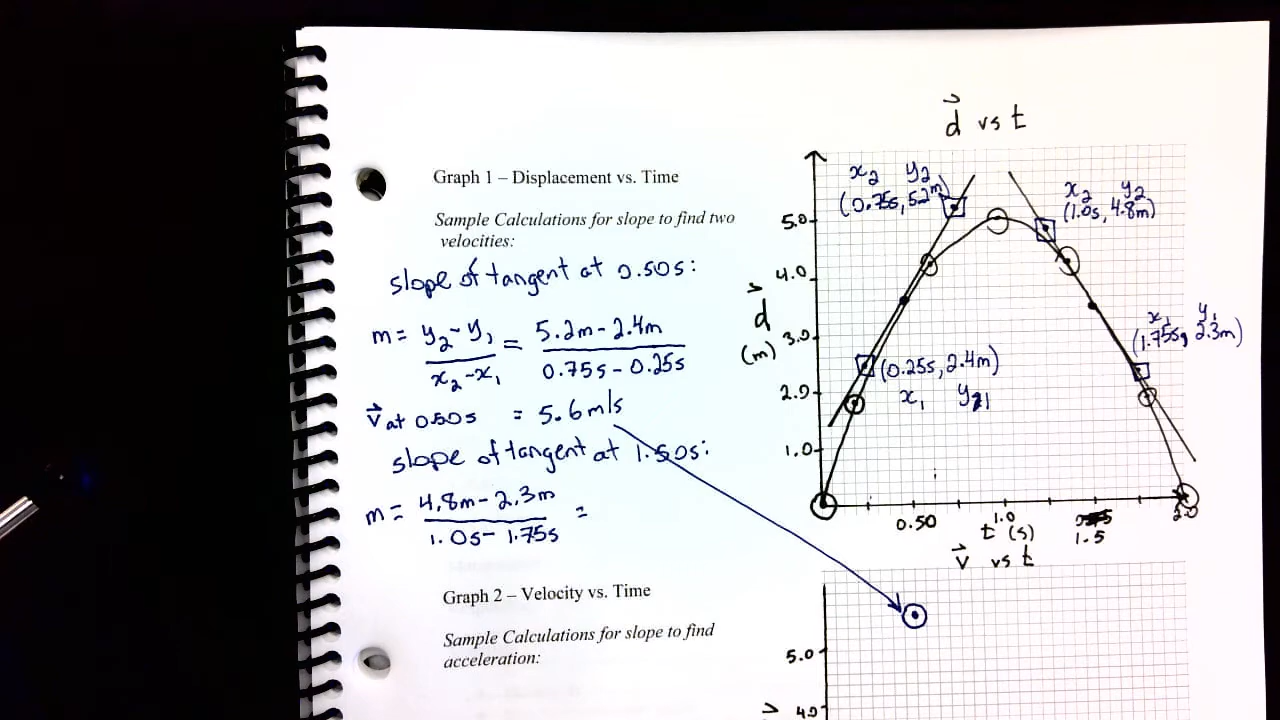 Graph 1 – Displacement vs. Time
Sample Calculations for slope to find two
velocities:
slope of tangent at 0.50s:
m = y₂-y₁ / x₂-x₁ = 5.2m-2.4m / 0.75s-0.25s
v⃗ at 0.50s = 5.6m/s
slope of tangent at 1.50s:
m = 4.8m-2.3m / 1.0s-1.75s =
Graph 2 – Velocity vs. Time
Sample Calculations for slope to find
acceleration:
d⃗ vs t
x₂ y₂
(0.75s, 5.2m)
x₂ y₂
(1.0s, 4.8m)
5.0
4.0
d⃗
(m)
3.0
x₁ y₁
(1.75s, 2.3m)
(0.25s, 2.4m)
x₁ y₁
2.0
1.0
0.50 1.0 2.0
t (s) 1.5
v⃗ vs t
5.0
4.0